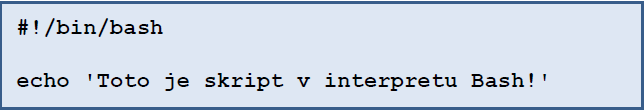 #!/bin/bash
echo 'Toto je skript v interpretu Bash!'